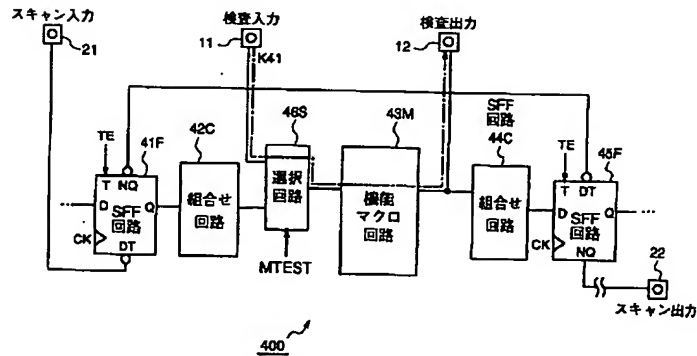 スキャン入力
21
検査入力
11
K41
検査出力
12
TE
41F
T NQ
D SFF Q
回路
CK
DT
42C
組合せ
回路
46S
選択
回路
MTEST
43M
機能
マクロ
回路
SFF
回路
44C
組合せ
回路
TE
45F
T DT
D SFF Q
回路
CK
NQ
22
スキャン出力
400